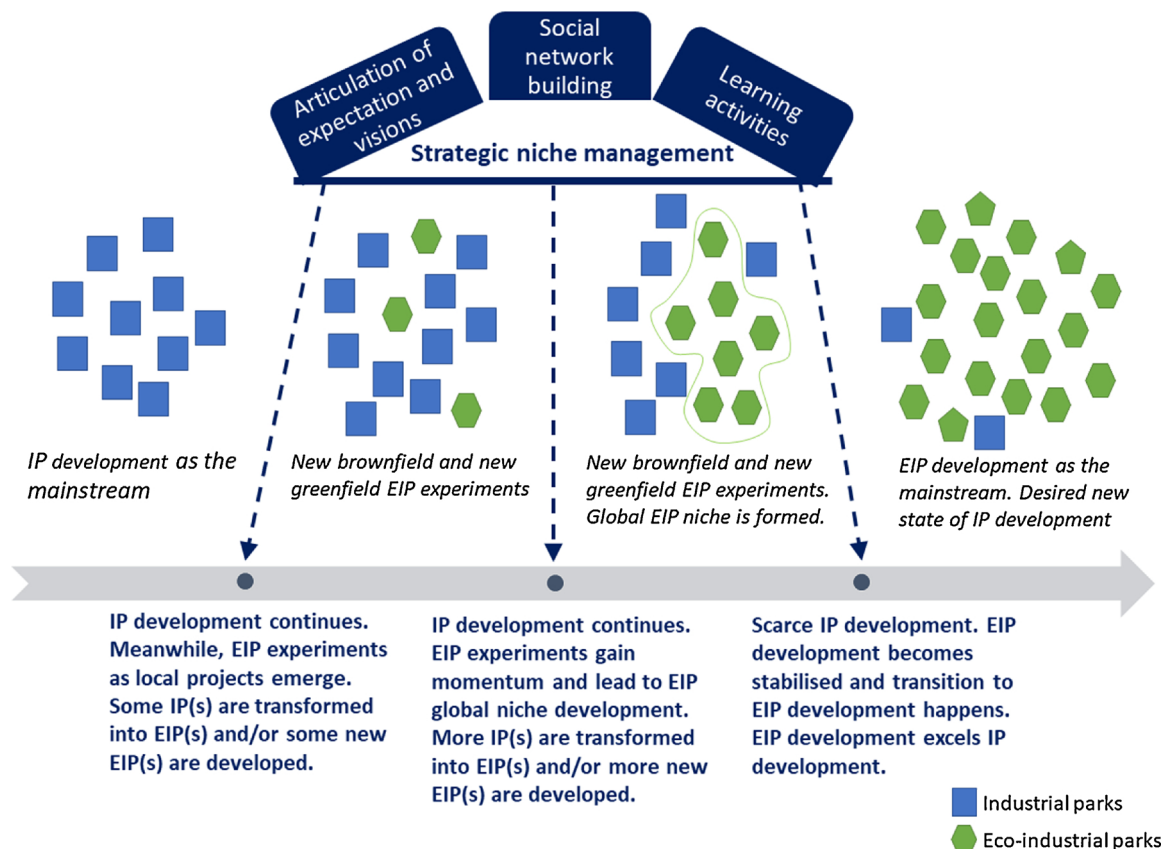 Articulation of
expectation and
visions
Social
network
building
Learning
activities
Strategic niche management
IP development as the
mainstream
New brownfield and new
greenfield EIP experiments
New brownfield and new
greenfield EIP experiments.
Global EIP niche is formed.
EIP development as the
mainstream. Desired new
state of IP development
IP development continues.
Meanwhile, EIP experiments
as local projects emerge.
Some IP(s) are transformed
into EIP(s) and/or some new
EIP(s) are developed.
IP development continues.
EIP experiments gain
momentum and lead to EIP
global niche development.
More IP(s) are transformed
into EIP(s) and/or more new
EIP(s) are developed.
Scarce IP development. EIP
development becomes
stabilised and transition to
EIP development happens.
EIP development excels IP
development.
Industrial parks
Eco-industrial parks